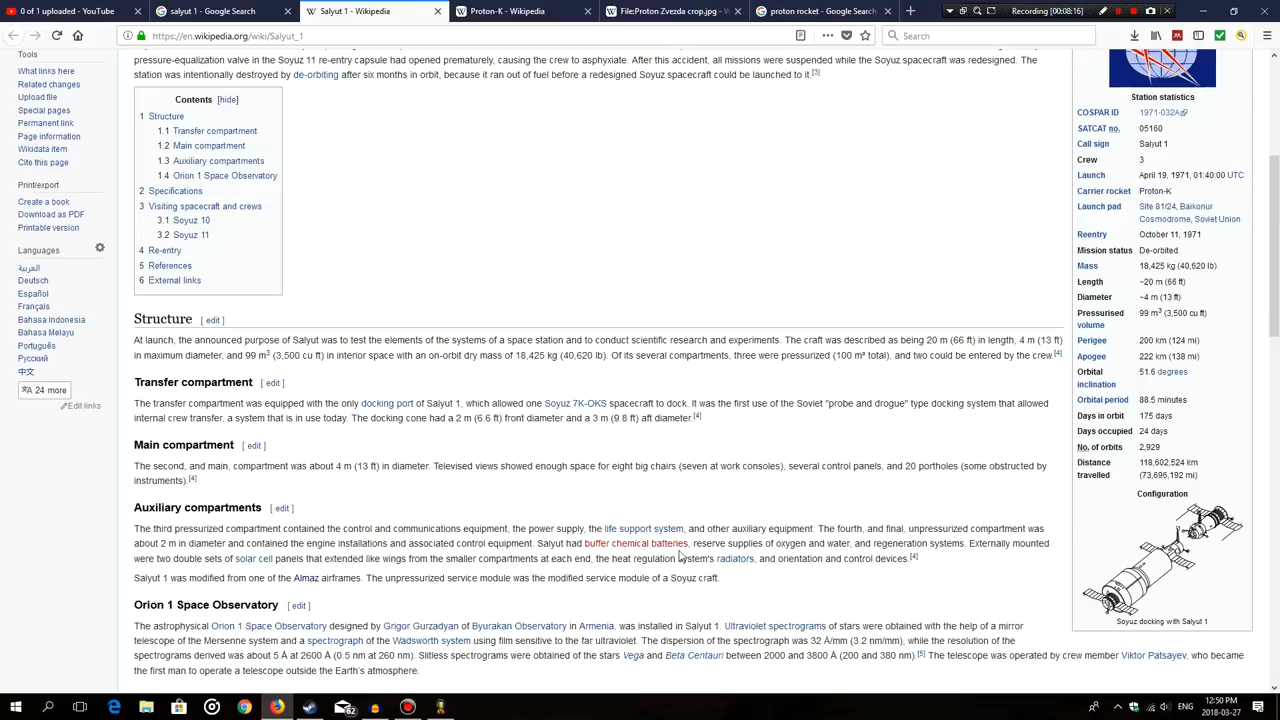 0 of 1 uploaded - YouTube
salyut 1 - Google Search
Salyut 1 - Wikipedia
Proton-K - Wikipedia
File:Proton Zvezda crop.jpg - W
proton rocket - Google Search
Recording [00:08:16]
https://en.wikipedia.org/wiki/Salyut_1
Search
Tools
What links here
Related changes
Upload file
Special pages
Permanent link
Page information
Wikidata item
Cite this page
Print/export
Create a book
Download as PDF
Printable version
Languages
العربية
Deutsch
Español
Français
Bahasa Indonesia
Bahasa Melayu
Português
Русский
中文
24 more
Edit links
pressure-equalization valve in the Soyuz 11 re-entry capsule had opened prematurely, causing the crew to asphyxiate. After this accident, all missions were suspended while the Soyuz spacecraft was redesigned. The
station was intentionally destroyed by de-orbiting after six months in orbit, because it ran out of fuel before a redesigned Soyuz spacecraft could be launched to it.[3]
Contents [hide]
1 Structure
1.1 Transfer compartment
1.2 Main compartment
1.3 Auxiliary compartments
1.4 Orion 1 Space Observatory
2 Specifications
3 Visiting spacecraft and crews
3.1 Soyuz 10
3.2 Soyuz 11
4 Re-entry
5 References
6 External links
Structure [ edit ]
At launch, the announced purpose of Salyut was to test the elements of the systems of a space station and to conduct scientific research and experiments. The craft was described as being 20 m (66 ft) in length, 4 m (13 ft)
in maximum diameter, and 99 m3 (3,500 cu ft) in interior space with an on-orbit dry mass of 18,425 kg (40,620 lb). Of its several compartments, three were pressurized (100 m³ total), and two could be entered by the crew.[4]
Transfer compartment [ edit ]
The transfer compartment was equipped with the only docking port of Salyut 1, which allowed one Soyuz 7K-OKS spacecraft to dock. It was the first use of the Soviet "probe and drogue" type docking system that allowed
internal crew transfer, a system that is in use today. The docking cone had a 2 m (6.6 ft) front diameter and a 3 m (9.8 ft) aft diameter.[4]
Main compartment [ edit ]
The second, and main, compartment was about 4 m (13 ft) in diameter. Televised views showed enough space for eight big chairs (seven at work consoles), several control panels, and 20 portholes (some obstructed by
instruments).[4]
Auxiliary compartments [ edit ]
The third pressurized compartment contained the control and communications equipment, the power supply, the life support system, and other auxiliary equipment. The fourth, and final, unpressurized compartment was
about 2 m in diameter and contained the engine installations and associated control equipment. Salyut had buffer chemical batteries, reserve supplies of oxygen and water, and regeneration systems. Externally mounted
were two double sets of solar cell panels that extended like wings from the smaller compartments at each end, the heat regulation system's radiators, and orientation and control devices.[4]
Salyut 1 was modified from one of the Almaz airframes. The unpressurized service module was the modified service module of a Soyuz craft.
Orion 1 Space Observatory [ edit ]
The astrophysical Orion 1 Space Observatory designed by Grigor Gurzadyan of Byurakan Observatory in Armenia, was installed in Salyut 1. Ultraviolet spectrograms of stars were obtained with the help of a mirror
telescope of the Mersenne system and a spectrograph of the Wadsworth system using film sensitive to the far ultraviolet. The dispersion of the spectrograph was 32 Å/mm (3.2 nm/mm), while the resolution of the
spectrograms derived was about 5 Å at 2600 Å (0.5 nm at 260 nm). Slitless spectrograms were obtained of the stars Vega and Beta Centauri between 2000 and 3800 Å (200 and 380 nm).[5] The telescope was operated by crew member Viktor Patsayev, who became
the first man to operate a telescope outside the Earth's atmosphere.
Station statistics
COSPAR ID 1971-032A
SATCAT no. 05160
Call sign Salyut 1
Crew 3
Launch April 19, 1971, 01:40:00 UTC
Carrier rocket Proton-K
Launch pad Site 81/24, Baikonur
Cosmodrome, Soviet Union
Reentry October 11, 1971
Mission status De-orbited
Mass 18,425 kg (40,620 lb)
Length ~20 m (66 ft)
Diameter ~4 m (13 ft)
Pressurised 99 m3 (3,500 cu ft)
volume
Perigee 200 km (124 mi)
Apogee 222 km (138 mi)
Orbital 51.6 degrees
inclination
Orbital period 88.5 minutes
Days in orbit 175 days
Days occupied 24 days
No. of orbits 2,929
Distance 118,602,524 km
travelled (73,696,192 mi)
Configuration
Soyuz docking with Salyut 1
62
ENG
12:50 PM
2018-03-27